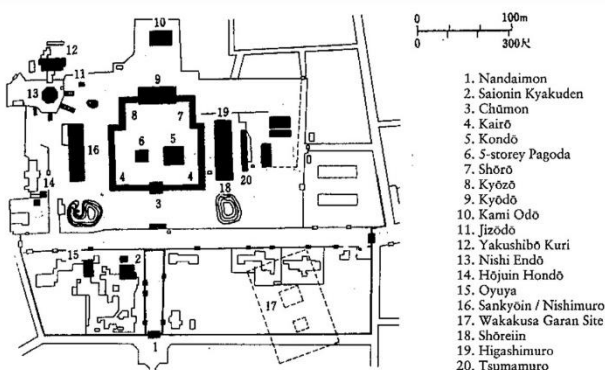 0 100m
0 300尺
10
12
11
13
9
8 7
19
6 5
16
4 4
14
3
18
20
15
2
17
1
1. Nandaimon
2. Saionin Kyakuden
3. Chūmon
4. Kairō
5. Kondō
6. 5-storey Pagoda
7. Shōrō
8. Kyōzō
9. Kyōdō
10. Kami Odō
11. Jizōdō
12. Yakushibō Kuri
13. Nishi Endō
14. Hōjuin Hondō
15. Oyuya
16. Sankyōin / Nishimuro
17. Wakakusa Garan Site
18. Shōreiin
19. Higashimuro
20. Tsumamuro